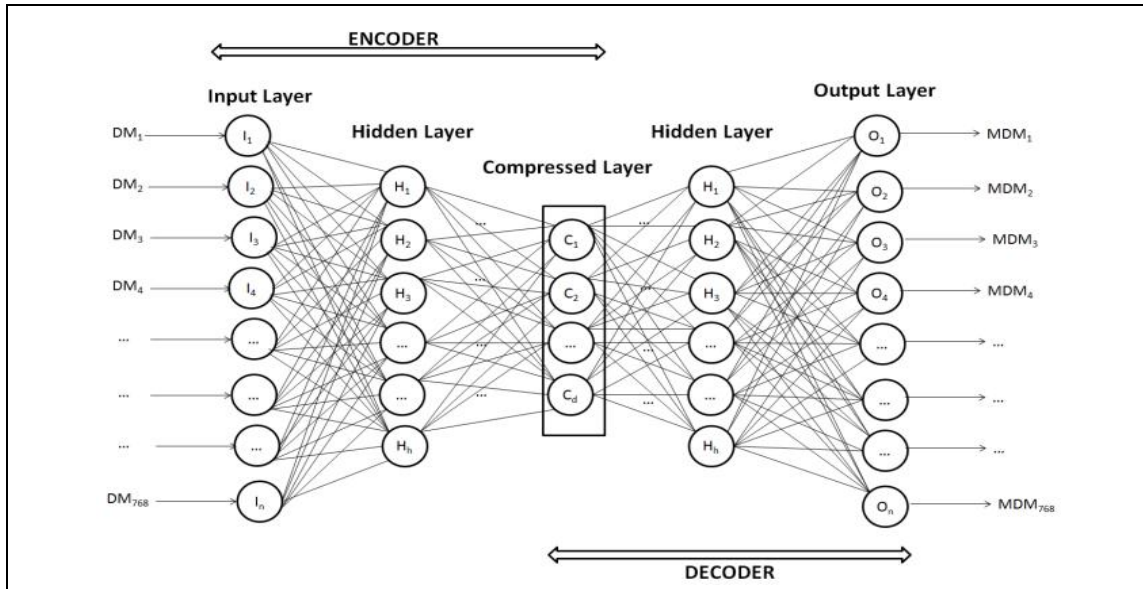 ENCODER
Input Layer
Output Layer
Hidden Layer
Hidden Layer
Compressed Layer
DM₁
DM₂
DM₃
DM₄
...
...
...
DM₇₆₈
I₁
I₂
I₃
I₄
...
...
...
Iₙ
H₁
H₂
H₃
...
...
Hₕ
...
...
...
...
C₁
C₂
...
C_d
...
...
...
...
H₁
H₂
H₃
...
...
Hₕ
O₁
O₂
O₃
O₄
...
...
...
Oₙ
MDM₁
MDM₂
MDM₃
MDM₄
...
...
...
MDM₇₆₈
DECODER